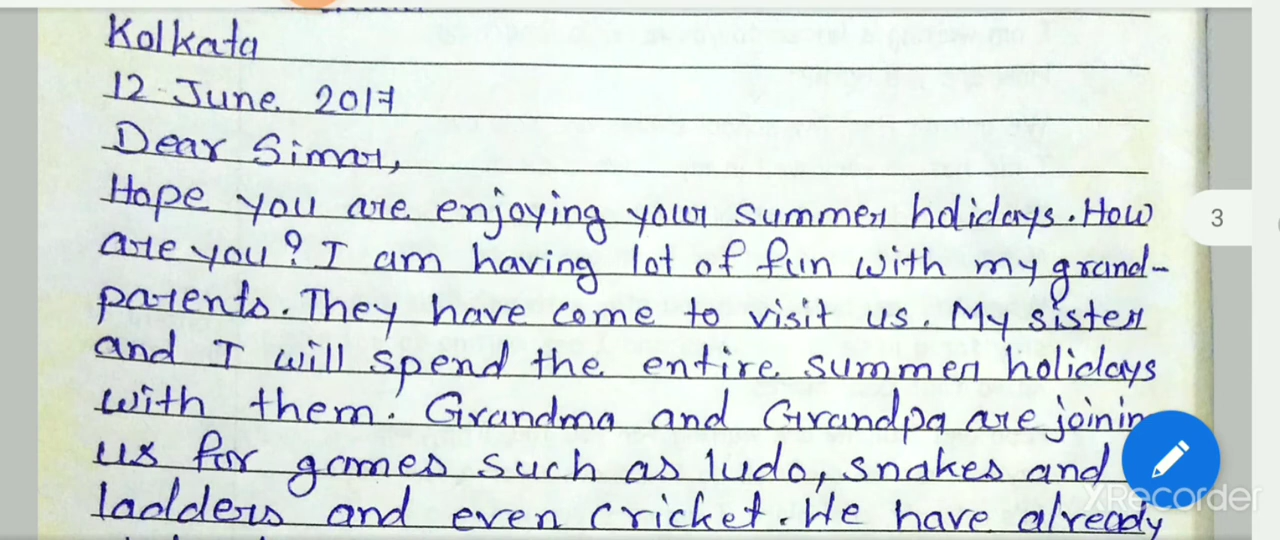 Kolkata
12 June 2017
Dear Simar,
Hope you are enjoying your summer holidays. How
are you? I am having lot of fun with my grand-
parents. They have come to visit us. My sister
and I will spend the entire summer holidays
with them. Grandma and Grandpa are joinin
us for games such as ludo, snakes and
ladders and even cricket. We have already
3
XRecorder